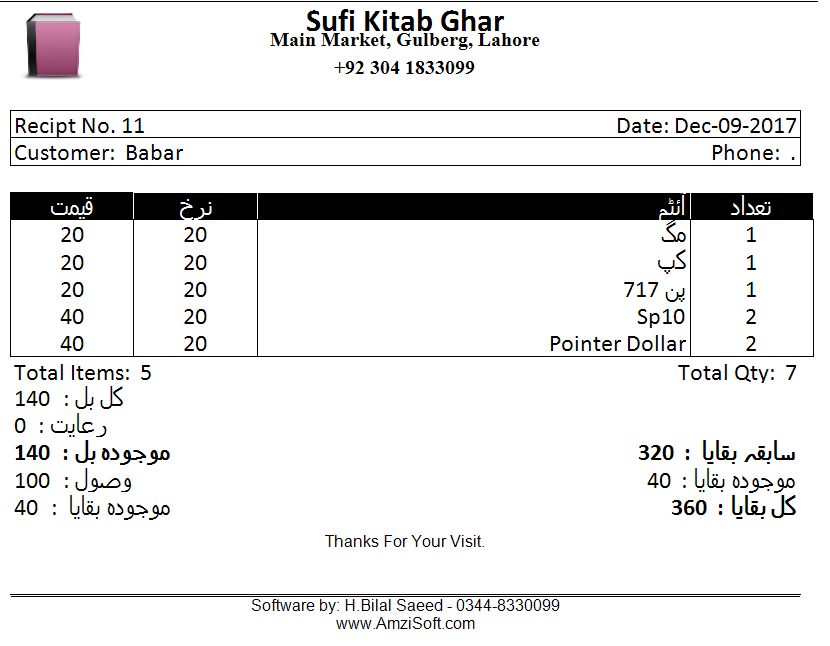 Sufi Kitab Ghar
Main Market, Gulberg, Lahore
+92 304 1833099
Recipt No. 11 Date: Dec-09-2017
Customer: Babar Phone: .
تعداد آئٹم نرخ قیمت
1 مگ 20 20
1 کپ 20 20
1 پن 717 20 20
2 Sp10 20 40
2 Pointer Dollar 20 40
Total Items: 5 Total Qty: 7
کل بل : 140
رعایت : 0
سابقہ بقایا : 320 موجودہ بل : 140
موجودہ بقایا : 40 وصول : 100
کل بقایا : 360 موجودہ بقایا : 40
Thanks For Your Visit.
Software by: H.Bilal Saeed - 0344-8330099
www.AmziSoft.com